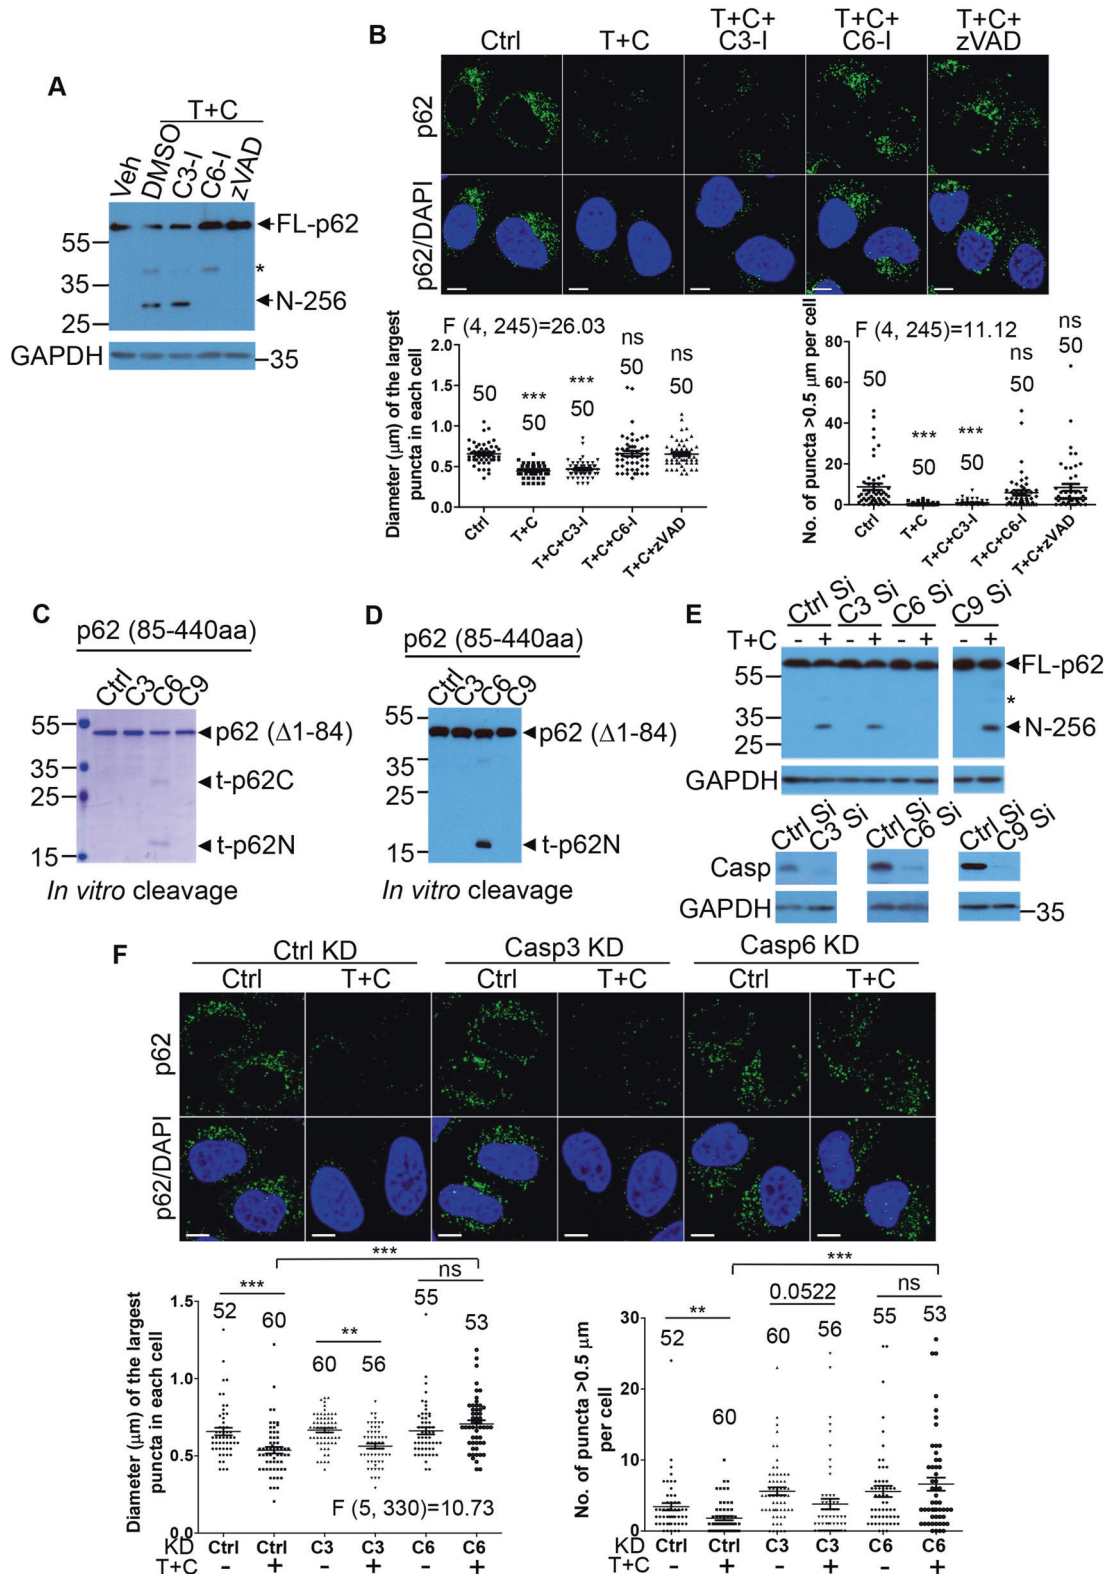 A
T+C
Veh
DMSO
C3-I
C6-I
zVAD
FL-p62
55
*
35
N-256
25
GAPDH
35
B
Ctrl
T+C
T+C+
C3-I
T+C+
C6-I
T+C+
zVAD
p62
p62/DAPI
F (4, 245)=26.03
Diameter (μm) of the largest
puncta in each cell
2.0
1.5
1.0
0.5
0.0
50
***
50
***
50
ns
50
ns
50
Ctrl
T+C
T+C+C3-I
T+C+C6-I
T+C+zVAD
F (4, 245)=11.12
No. of puncta >0.5 μm per cell
80
60
40
20
0
50
***
50
***
50
ns
50
ns
50
Ctrl
T+C
T+C+C3-I
T+C+C6-I
T+C+zVAD
C
p62 (85-440aa)
Ctrl
C3
C6
C9
55
p62 (Δ1-84)
35
t-p62C
25
t-p62N
15
In vitro cleavage
D
p62 (85-440aa)
Ctrl
C3
C6
C9
55
p62 (Δ1-84)
35
25
15
t-p62N
In vitro cleavage
E
Ctrl Si
C3 Si
C6 Si
C9 Si
T+C - + - + - + - +
FL-p62
55
*
35
N-256
25
GAPDH
Ctrl Si
C3 Si
Ctrl Si
C6 Si
Ctrl Si
C9 Si
Casp
GAPDH
35
F
Ctrl KD
Casp3 KD
Casp6 KD
Ctrl
T+C
Ctrl
T+C
Ctrl
T+C
p62
p62/DAPI
Diameter (μm) of the largest
puncta in each cell
1.5
1.0
0.5
0.0
***
ns
***
**
52
60
60
56
55
53
F (5, 330)=10.73
KD Ctrl Ctrl C3 C3 C6 C6
T+C - + - + - +
No. of puncta >0.5 μm
per cell
30
20
10
0
***
ns
0.0522
**
52
60
60
56
55
53
KD Ctrl Ctrl C3 C3 C6 C6
T+C - + - + - +